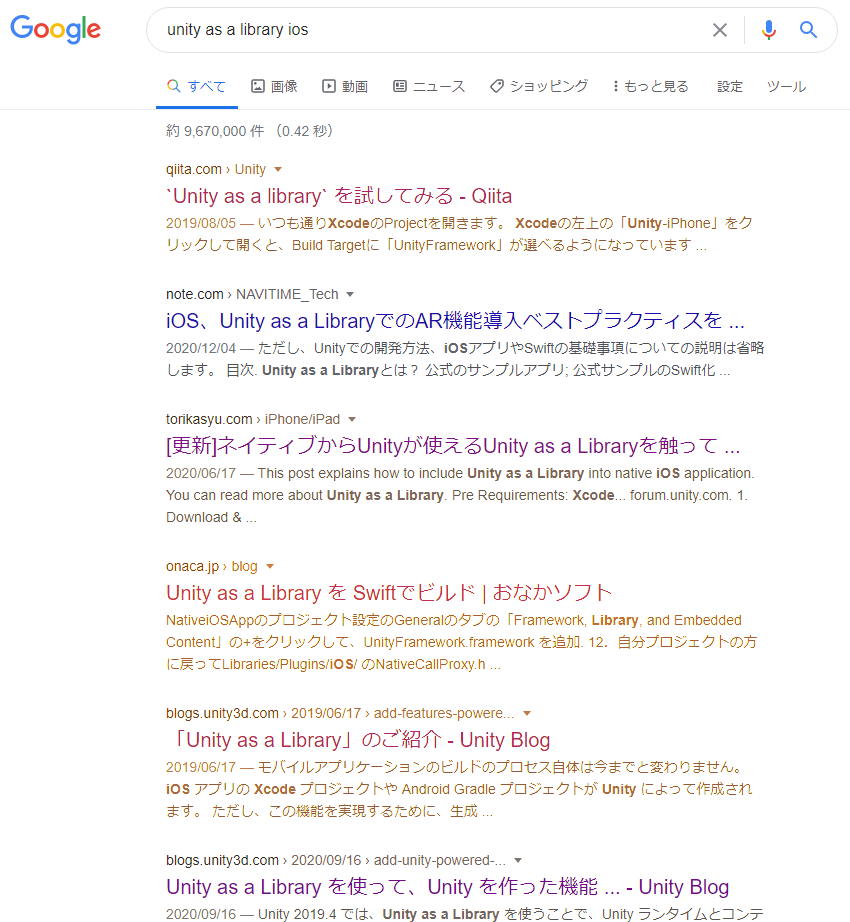 Google
unity as a library ios
すべて 画像 動画 ニュース ショッピング もっと見る 設定 ツール
約 9,670,000 件 （0.42 秒）
qiita.com › Unity
`Unity as a library` を試してみる - Qiita
2019/08/05 — いつも通りXcodeのProjectを開きます。 Xcodeの左上の「Unity-iPhone」をク
リックして開くと、Build Targetに「UnityFramework」が選べるようになっています ...
note.com › NAVITIME_Tech
iOS、Unity as a LibraryでのAR機能導入ベストプラクティスを ...
2020/12/04 — ただし、Unityでの開発方法、iOSアプリやSwiftの基礎事項についての説明は省略
します。 目次. Unity as a Libraryとは？ 公式のサンプルアプリ; 公式サンプルのSwift化 ...
torikasyu.com › iPhone/iPad
[更新]ネイティブからUnityが使えるUnity as a Libraryを触って ...
2020/06/17 — This post explains how to include Unity as a Library into native iOS application.
You can read more about Unity as a Library. Pre Requirements: Xcode... forum.unity.com. 1.
Download & ...
onaca.jp › blog
Unity as a Library を Swiftでビルド | おなかソフト
NativeiOSAppのプロジェクト設定のGeneralのタブの「Framework, Library, and Embedded
Content」の+をクリックして、UnityFramework.framework を追加. 12．自分プロジェクトの方
に戻ってLibraries/Plugins/iOS/ のNativeCallProxy.h ...
blogs.unity3d.com › 2019/06/17 › add-features-powere...
「Unity as a Library」のご紹介 - Unity Blog
2019/06/17 — モバイルアプリケーションのビルドのプロセス自体は今までと変わりません。
iOS アプリの Xcode プロジェクトや Android Gradle プロジェクトが Unity によって作成され
ます。 ただし、この機能を実現するために、生成 ...
blogs.unity3d.com › 2020/09/16 › add-unity-powered-...
Unity as a Library を使って、Unity を作った機能 ... - Unity Blog
2020/09/16 — Unity 2019.4 では、Unity as a Library を使うことで、Unity ランタイムとコンテ